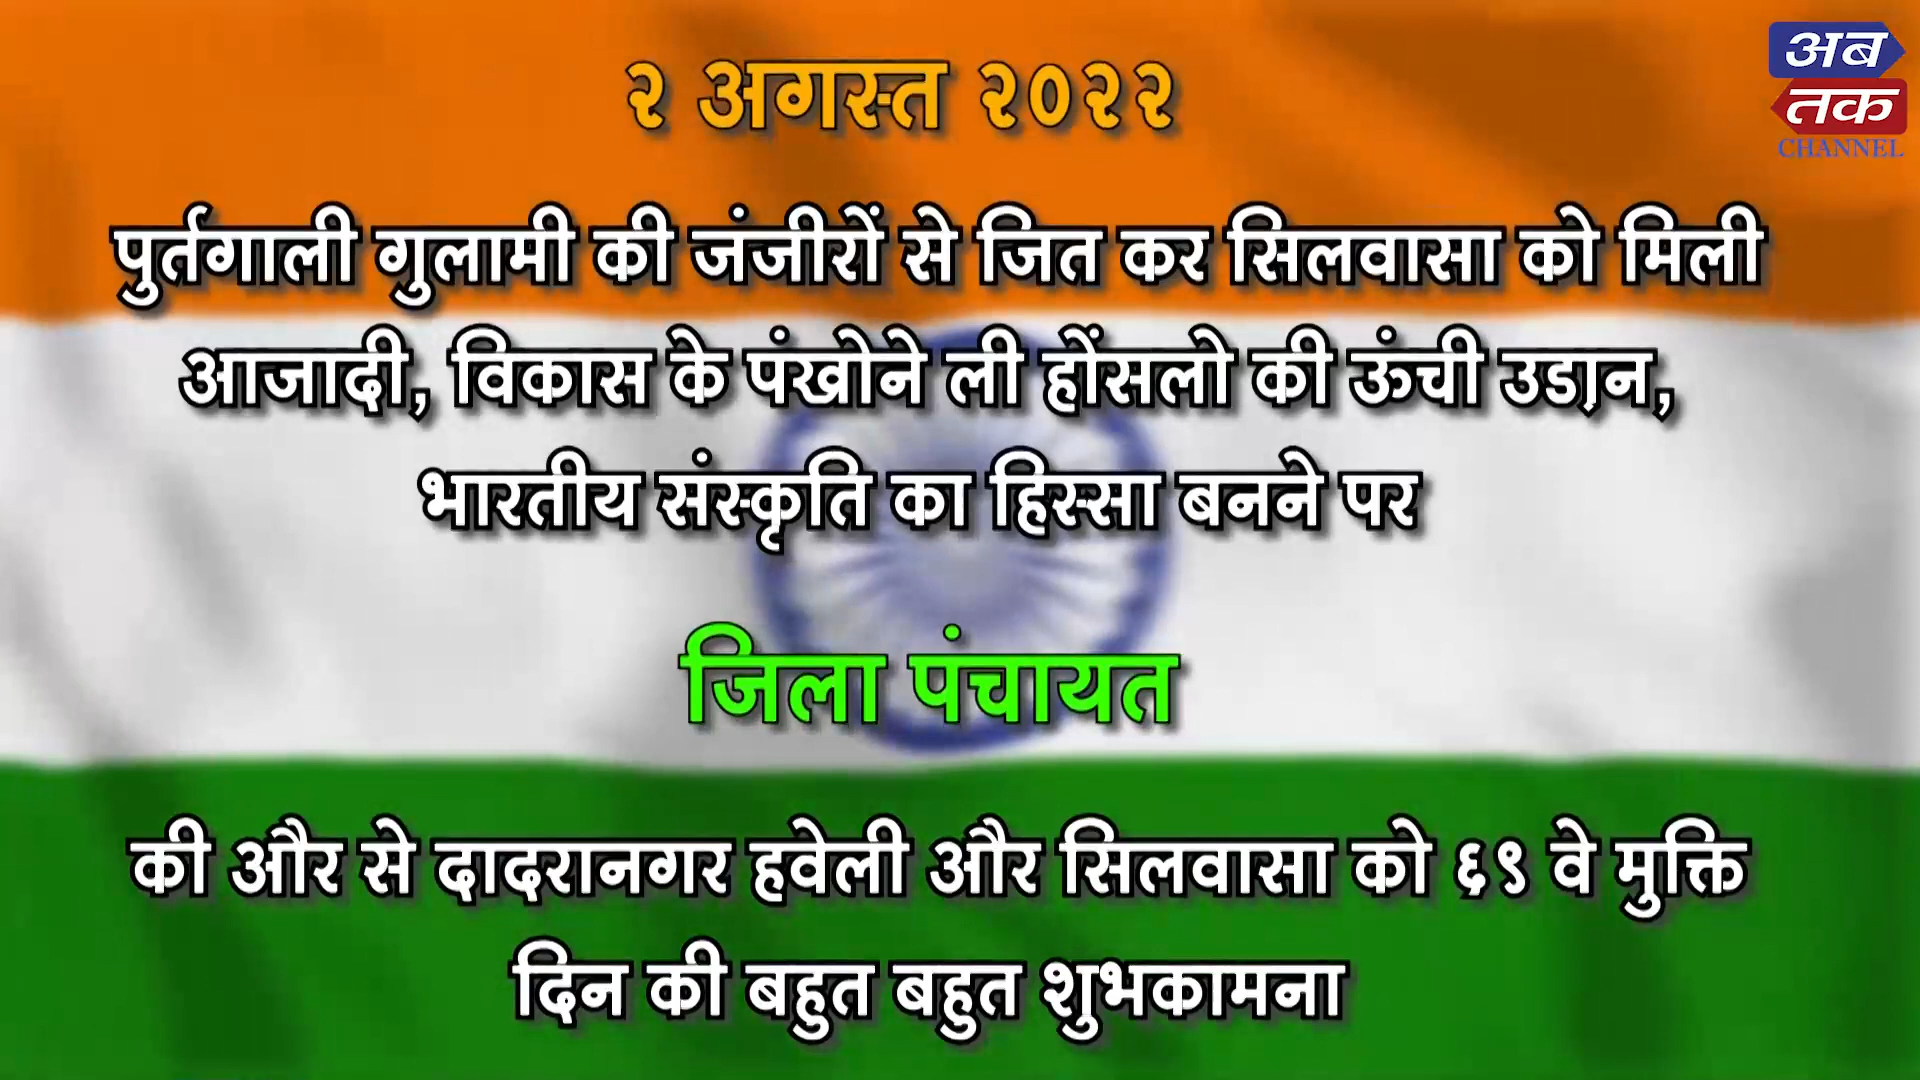 २ अगस्त २०२२
अब
तक
CHANNEL
पुर्तगाली गुलामी की जंजीरों से जित कर सिलवासा को मिली
आजादी, विकास के पंखोने ली होंसलो की ऊंची उडा़न,
भारतीय संस्कृति का हिस्सा बनने पर
जिला पंचायत
की और से दादरानगर हवेली और सिलवासा को ६९ वे मुक्ति
दिन की बहुत बहुत शुभकामना